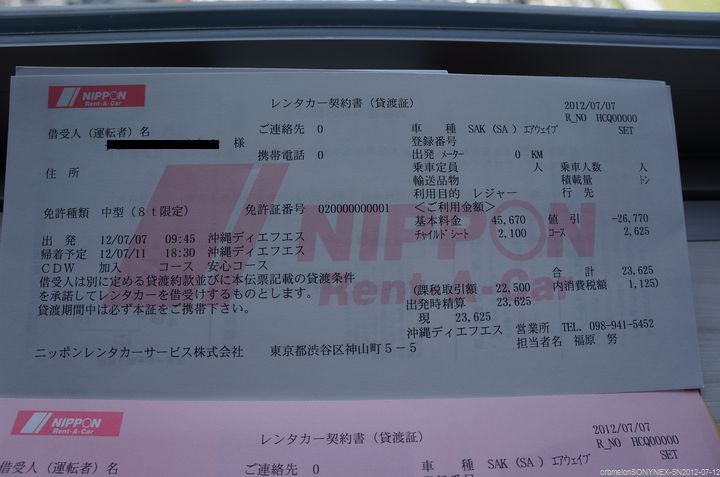 NIPPON
Rent-A-Car
レンタカー契約書（貸渡証）
2012/07/07
R_NO HCQ00000
借受人（運転者）名 様 ご連絡先 0 車 種 SAK (SA ) ｴｱｳｪｲﾌﾞ SET
登録番号
携帯電話 0 出発 ﾒｰﾀｰ 0 KM
住 所 乗車定員 人 乗車人数 人
輸送品物 積載量 ﾄﾝ
利用目的 レジャー 行 先
免許種類 中型（8ｔ限定） 免許証番号 020000000001 <ご利用金額>
基本料金 45,670 値 引 -26,770
出 発 12/07/07 09:45 沖縄ディエフエス ﾁｬｲﾙﾄﾞ ｼｰﾄ 2,100 ｺｰｽ 2,625
帰着予定 12/07/11 18:30 沖縄ディエフエス
ＣＤＷ 加入 コース 安心コース
合 計 23,625
借受人は別に定める貸渡約款並びに本伝票記載の貸渡条件 (課税取引額 22,500 内消費税額 1,125)
を承諾してレンタカーを借受けするものとします。 出発時精算 23,625
貸渡期間中は必ず本証をご携帯下さい。 現 23,625
沖縄ディエフエス 営業所 TEL. 098-941-5452
ニッポンレンタカーサービス株式会社 東京都渋谷区神山町５－５ 担当者名 福原 努
NIPPON
Rent-A-Car
NIPPON
Rent-A-Car
レンタカー契約書（貸渡証）
2012/07/07
R_NO HCQ00000
借受人（運転者）名 ご連絡先 0 車 種 SAK (SA ) ｴｱｳｪｲﾌﾞ SET
登録番号
orbmelonSONYNEX-5N2012-07-12